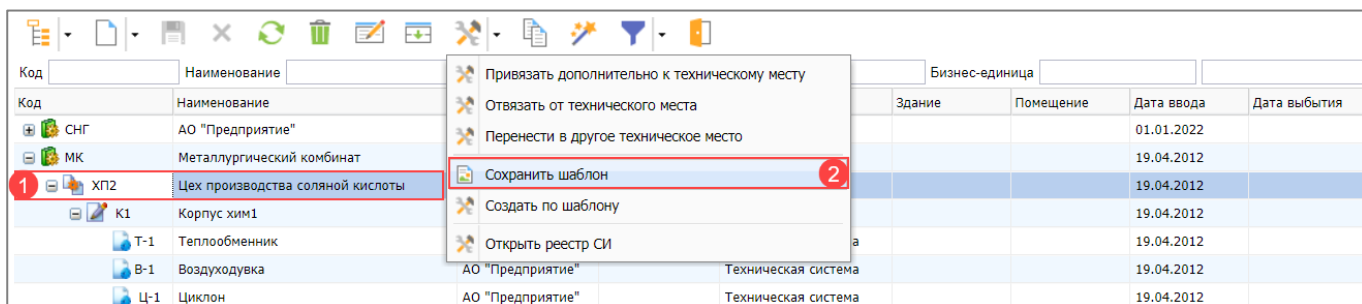 Код Наименование Бизнес-единица
Код Наименование Здание Помещение Дата ввода Дата выбытия
СНГ АО "Предприятие" 01.01.2022
МК Металлургический комбинат 19.04.2012
1 ХП2 Цех производства соляной кислоты 19.04.2012
К1 Корпус хим1 19.04.2012
Т-1 Теплообменник а 19.04.2012
В-1 Воздуходувка АО "Предприятие" Техническая система 19.04.2012
Ц-1 Циклон АО "Предприятие" Техническая система 19.04.2012
Привязать дополнительно к техническому месту
Отвязать от технического места
Перенести в другое техническое место
Сохранить шаблон 2
Создать по шаблону
Открыть реестр СИ